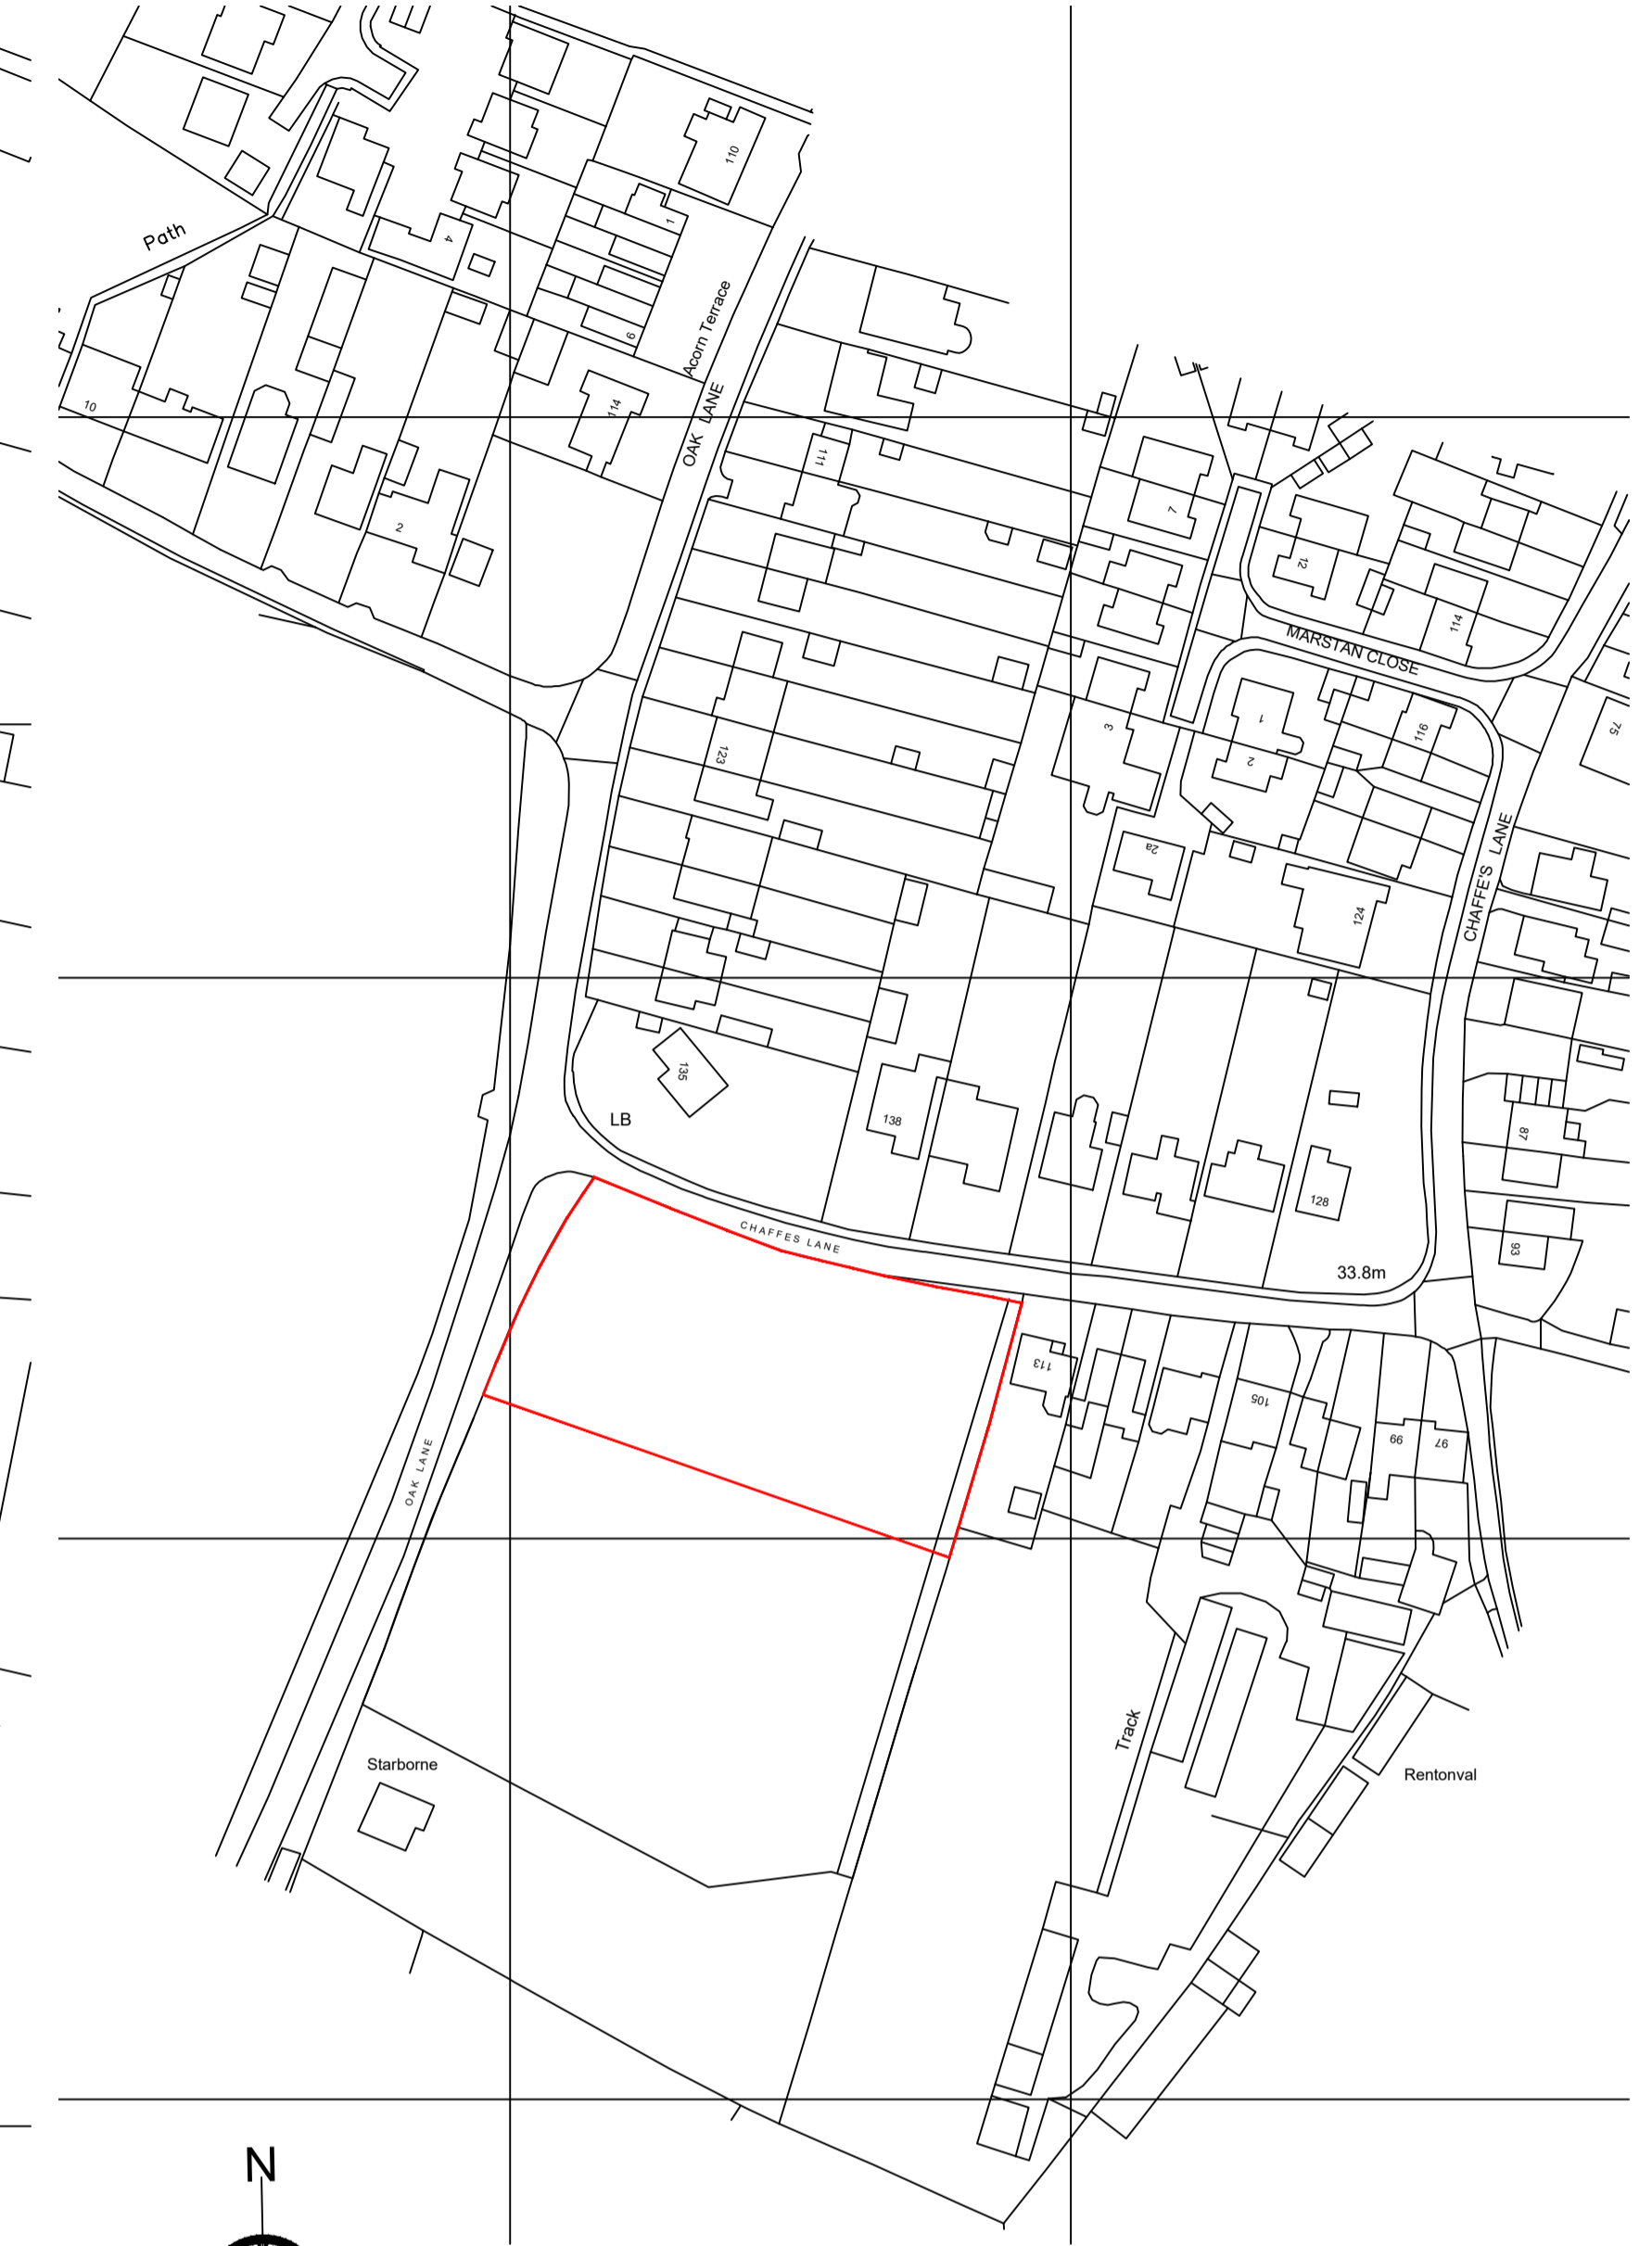 110
1
4
Path
Acorn Terrace
6
10
114
OAK LANE
111
7
2
12
114
MARSTAN CLOSE
1
116
75
3
123
2
2a
CHAFFE'S LANE
124
135
LB
138
87
128
CHAFFES LANE
93
33.8m
113
105
99
97
OAK LANE
Track
Starborne
Rentonval
N